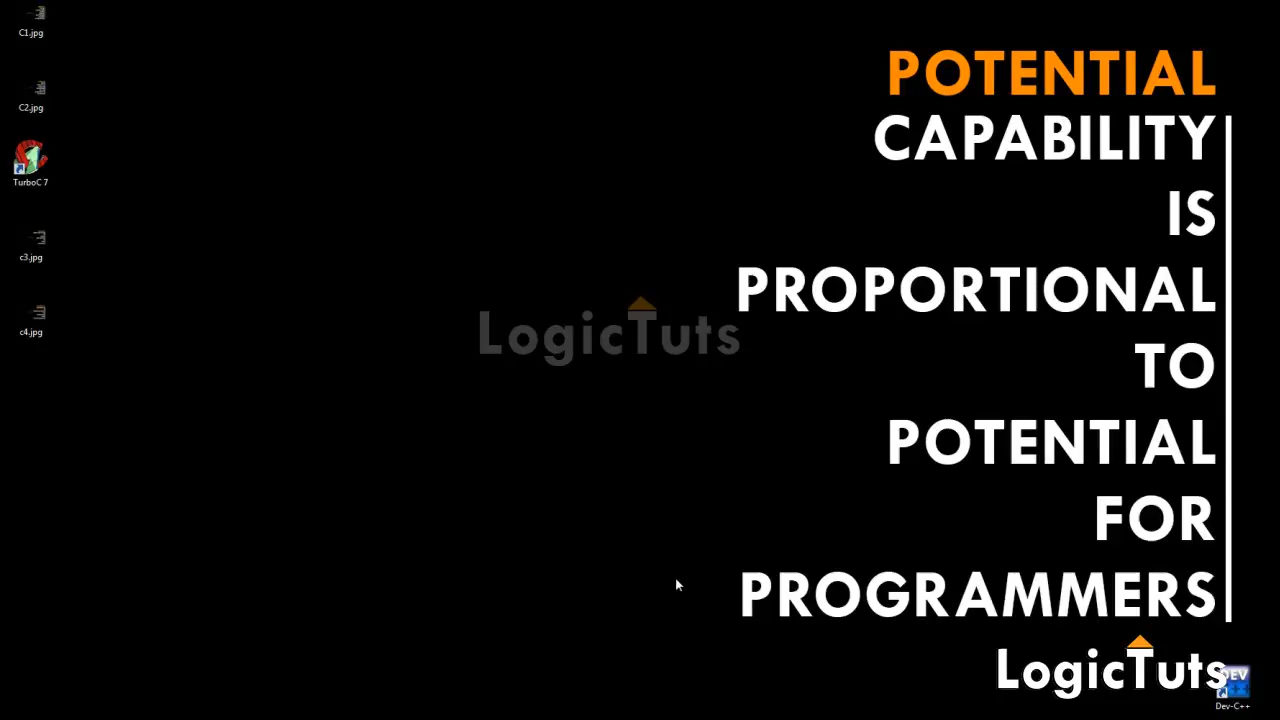 C1.jpg
C2.jpg
TurboC 7
c3.jpg
c4.jpg
LogicTuts
POTENTIAL
CAPABILITY
IS
PROPORTIONAL
TO
POTENTIAL
FOR
PROGRAMMERS
LogicTuts
DEV
C++
Dev-C++